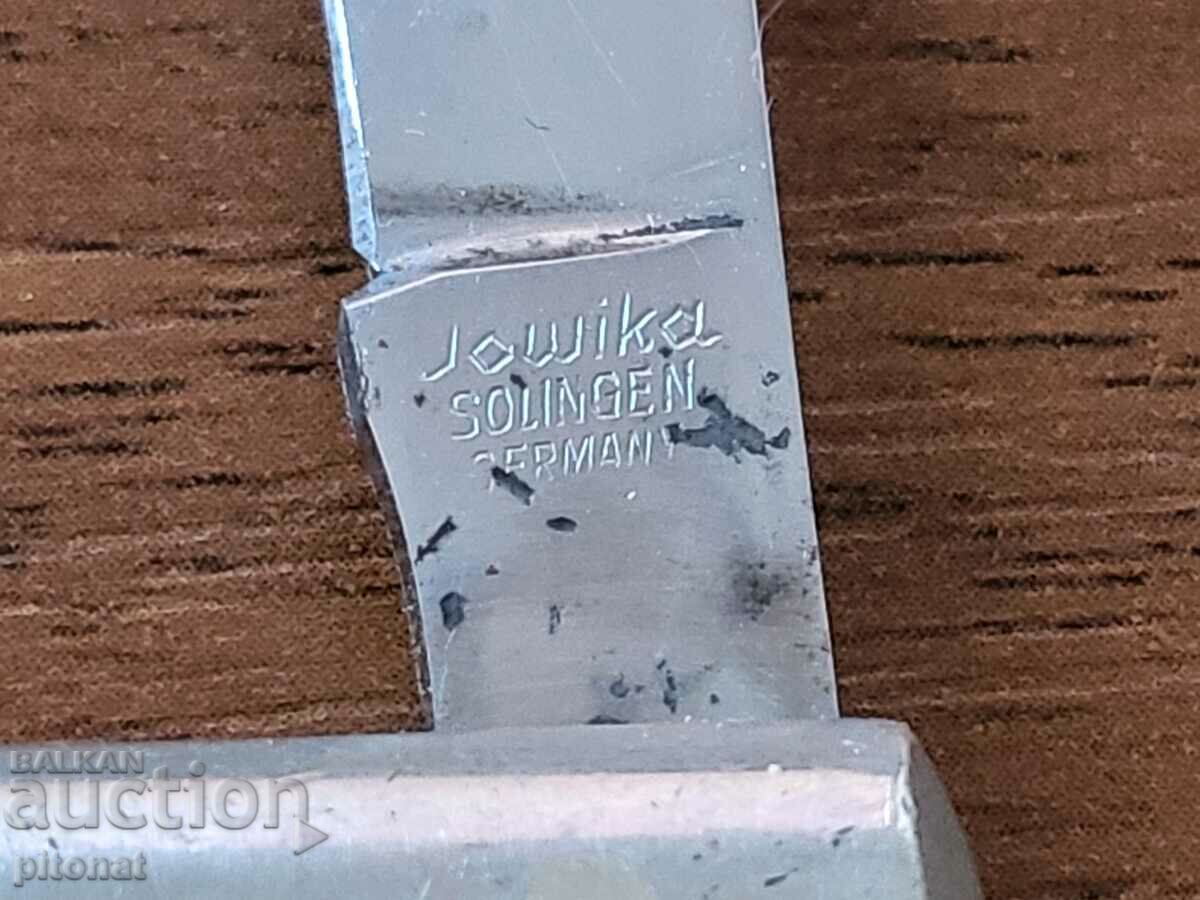 Jowika
SOLINGEN
GERMANY
BALKAN
auction
pitonat